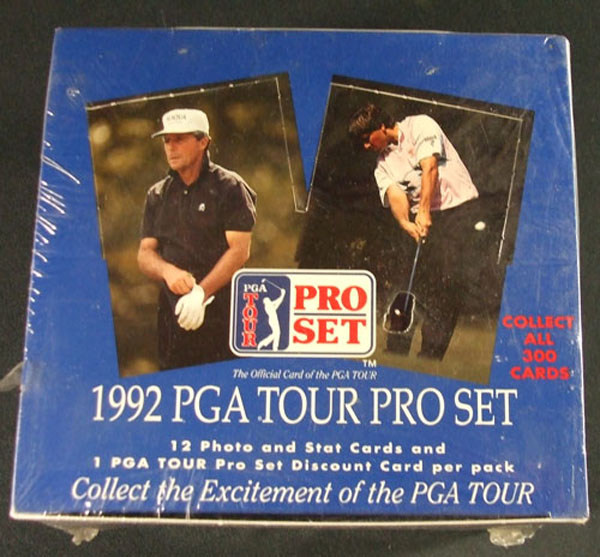 PGA
TOUR
PRO
SET
TM
COLLECT
ALL
300
CARDS
The Official Card of the PGA TOUR
1992 PGA TOUR PRO SET
12 Photo and Stat Cards and
1 PGA TOUR Pro Set Discount Card per pack
Collect the Excitement of the PGA TOUR